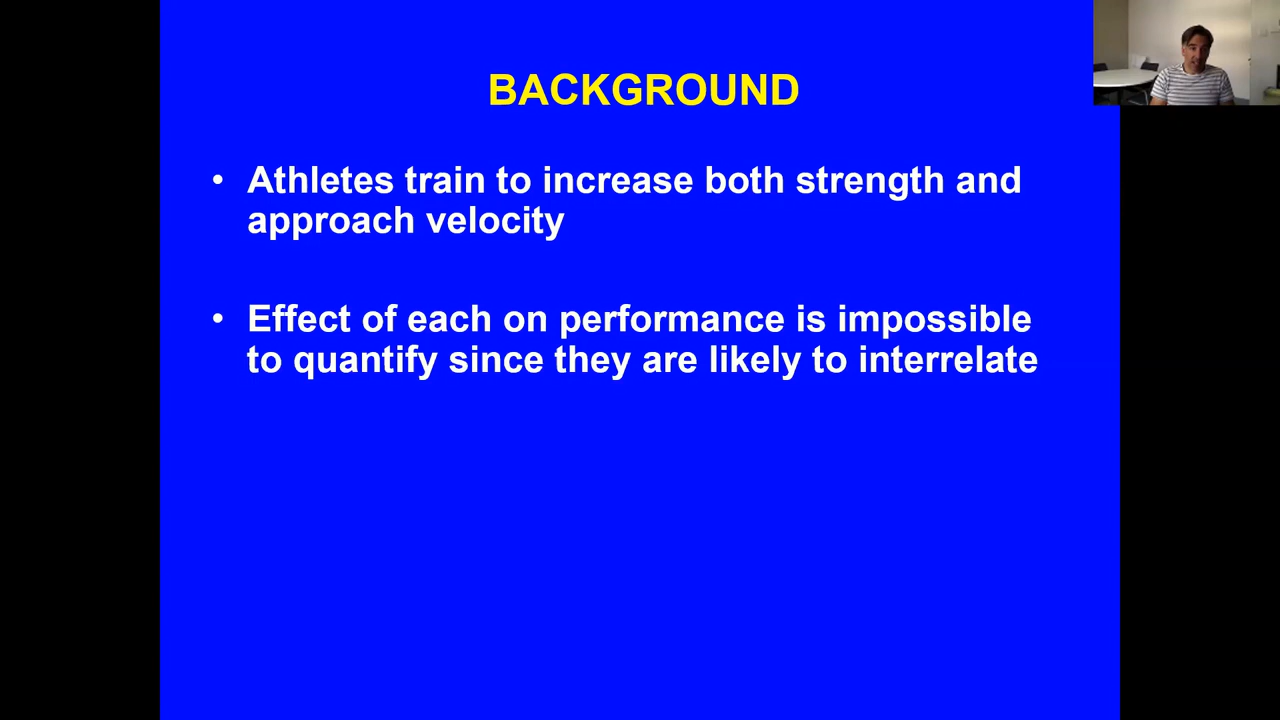 BACKGROUND
• Athletes train to increase both strength and
approach velocity
• Effect of each on performance is impossible
to quantify since they are likely to interrelate